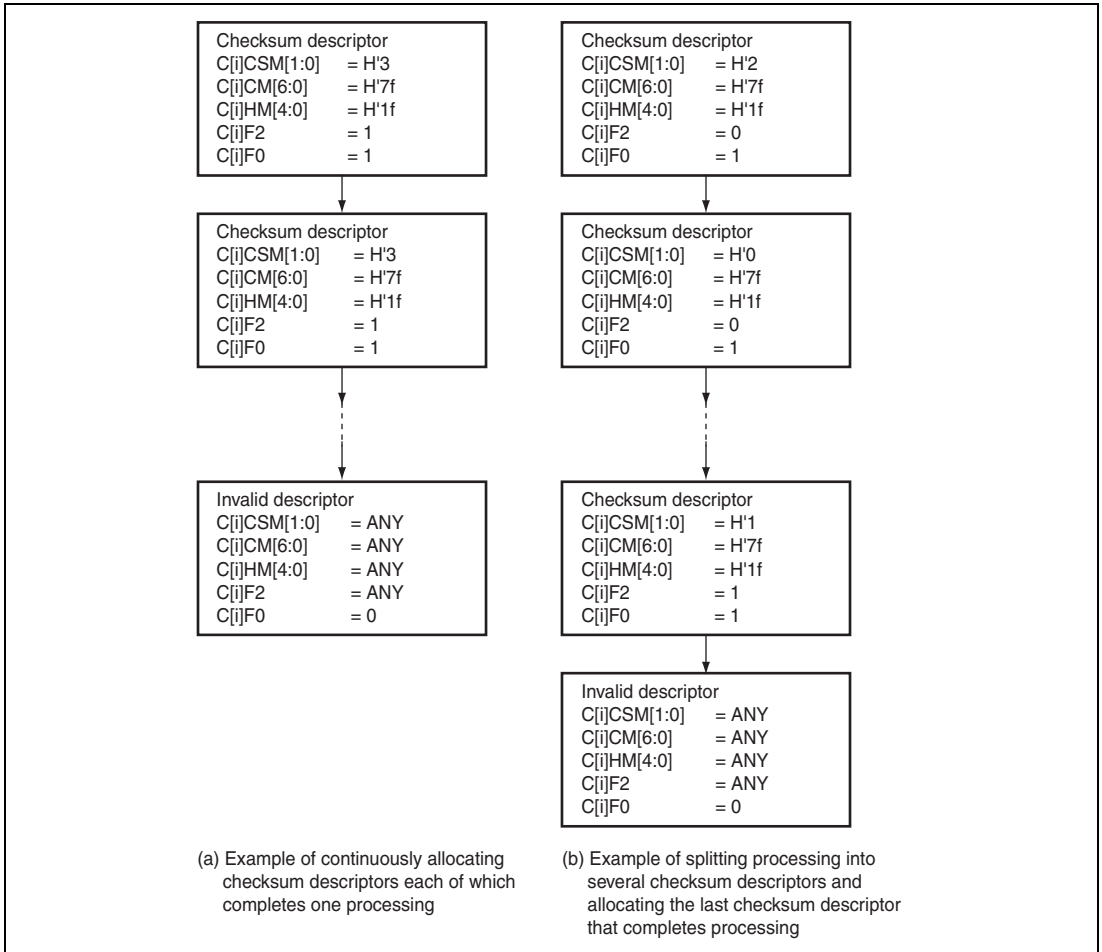 Checksum descriptor
C[i]CSM[1:0] = H'3
C[i]CM[6:0] = H'7f
C[i]HM[4:0] = H'1f
C[i]F2 = 1
C[i]F0 = 1
Checksum descriptor
C[i]CSM[1:0] = H'3
C[i]CM[6:0] = H'7f
C[i]HM[4:0] = H'1f
C[i]F2 = 1
C[i]F0 = 1
Invalid descriptor
C[i]CSM[1:0] = ANY
C[i]CM[6:0] = ANY
C[i]HM[4:0] = ANY
C[i]F2 = ANY
C[i]F0 = 0
(a) Example of continuously allocating
checksum descriptors each of which
completes one processing
Checksum descriptor
C[i]CSM[1:0] = H'2
C[i]CM[6:0] = H'7f
C[i]HM[4:0] = H'1f
C[i]F2 = 0
C[i]F0 = 1
Checksum descriptor
C[i]CSM[1:0] = H'0
C[i]CM[6:0] = H'7f
C[i]HM[4:0] = H'1f
C[i]F2 = 0
C[i]F0 = 1
Checksum descriptor
C[i]CSM[1:0] = H'1
C[i]CM[6:0] = H'7f
C[i]HM[4:0] = H'1f
C[i]F2 = 1
C[i]F0 = 1
Invalid descriptor
C[i]CSM[1:0] = ANY
C[i]CM[6:0] = ANY
C[i]HM[4:0] = ANY
C[i]F2 = ANY
C[i]F0 = 0
(b) Example of splitting processing into
several checksum descriptors and
allocating the last checksum descriptor
that completes processing